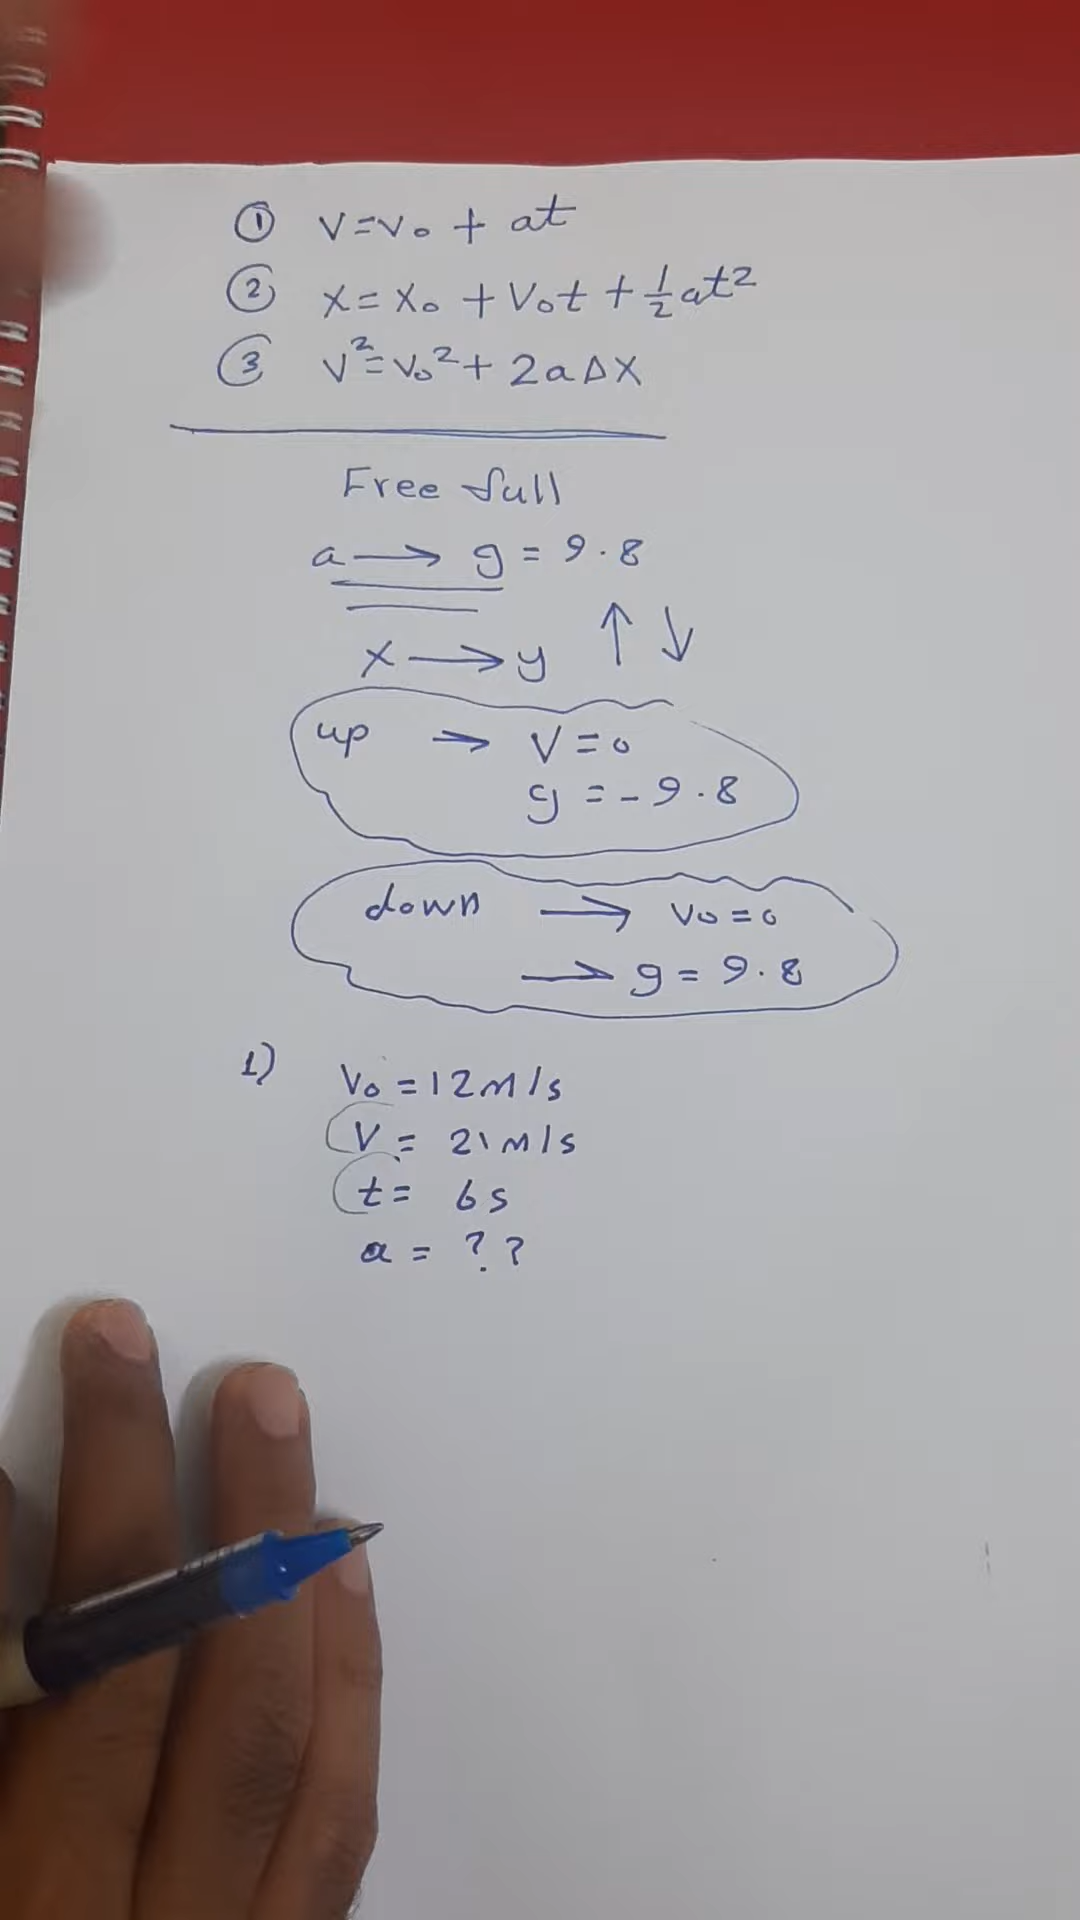 ① V=V₀ + at
② X=X₀ + V₀t + ½at²
③ V²=V₀²+ 2aΔX
Free fall
a → g = 9.8
X → y ↑ ↓
up → V = 0
g = -9.8
down → V₀ = 0
→ g = 9.8
1) V₀ = 12m/s
V = 21m/s
t = 6s
a = ??